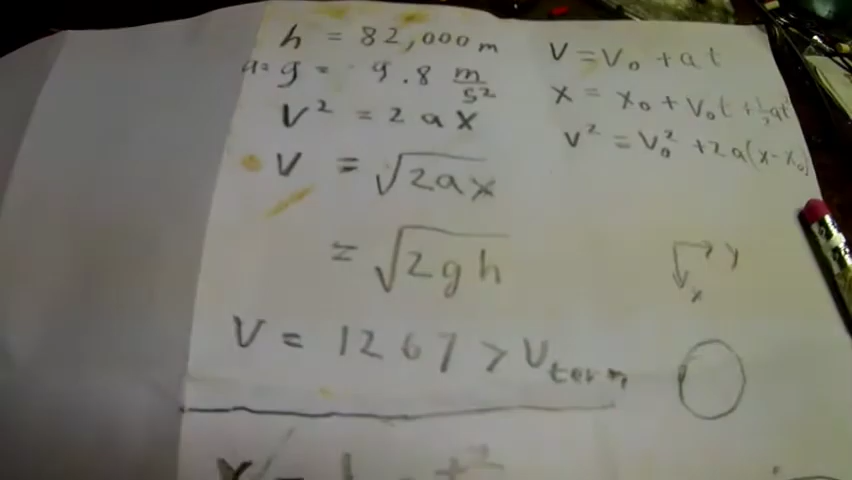 h = 82,000 m
a = g = 9.8 m/s²
V² = 2 a x
V = √2ax
= √2gh
V = 1267 > V_term
V = V₀ + at
x = x₀ + V₀t + ½at²
v² = V₀² + 2a(x - x₀)
y
x